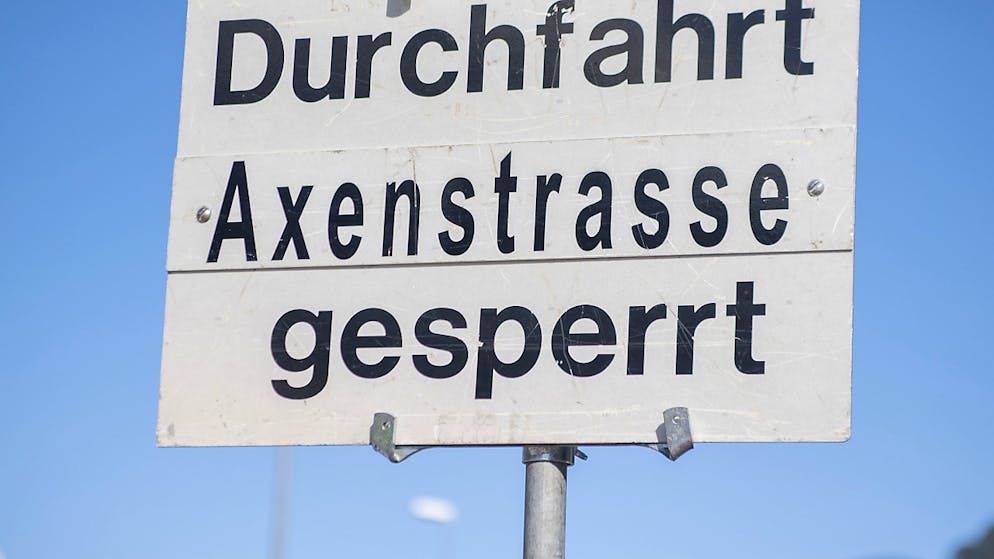 Durchfahrt
Axenstrasse
gesperrt